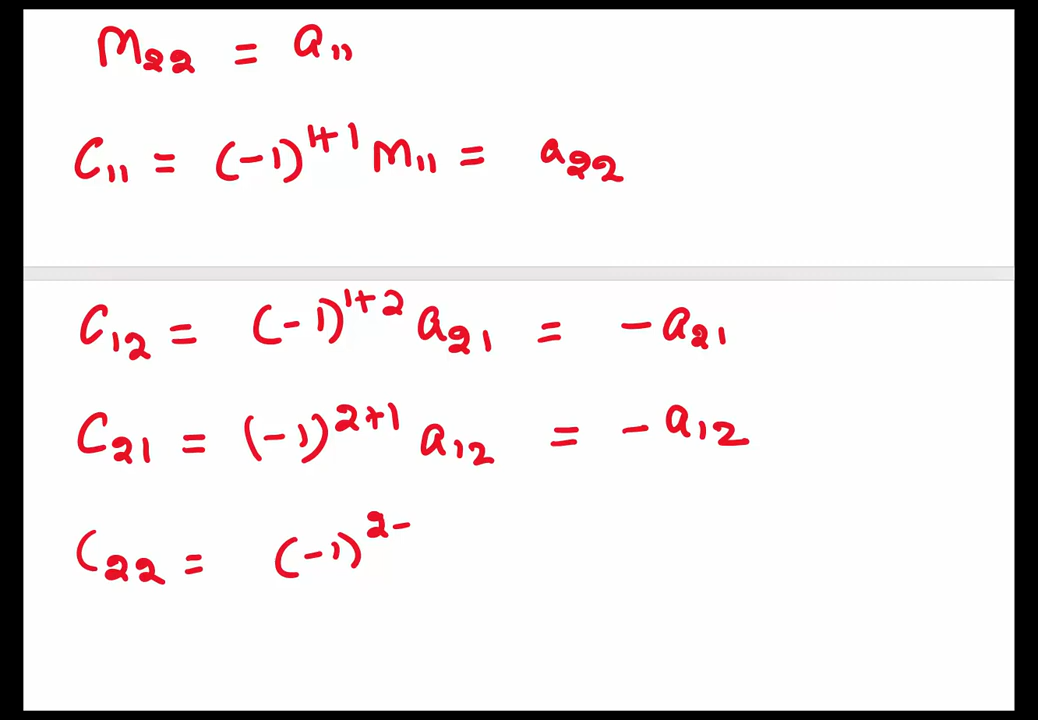 M₂₂ = a₁₁
C₁₁ = (-1)¹⁺¹ M₁₁ = a₂₂
C₁₂ = (-1)¹⁺² a₂₁ = -a₂₁
C₂₁ = (-1)²⁺¹ a₁₂ = -a₁₂
C₂₂ = (-1)²⁻